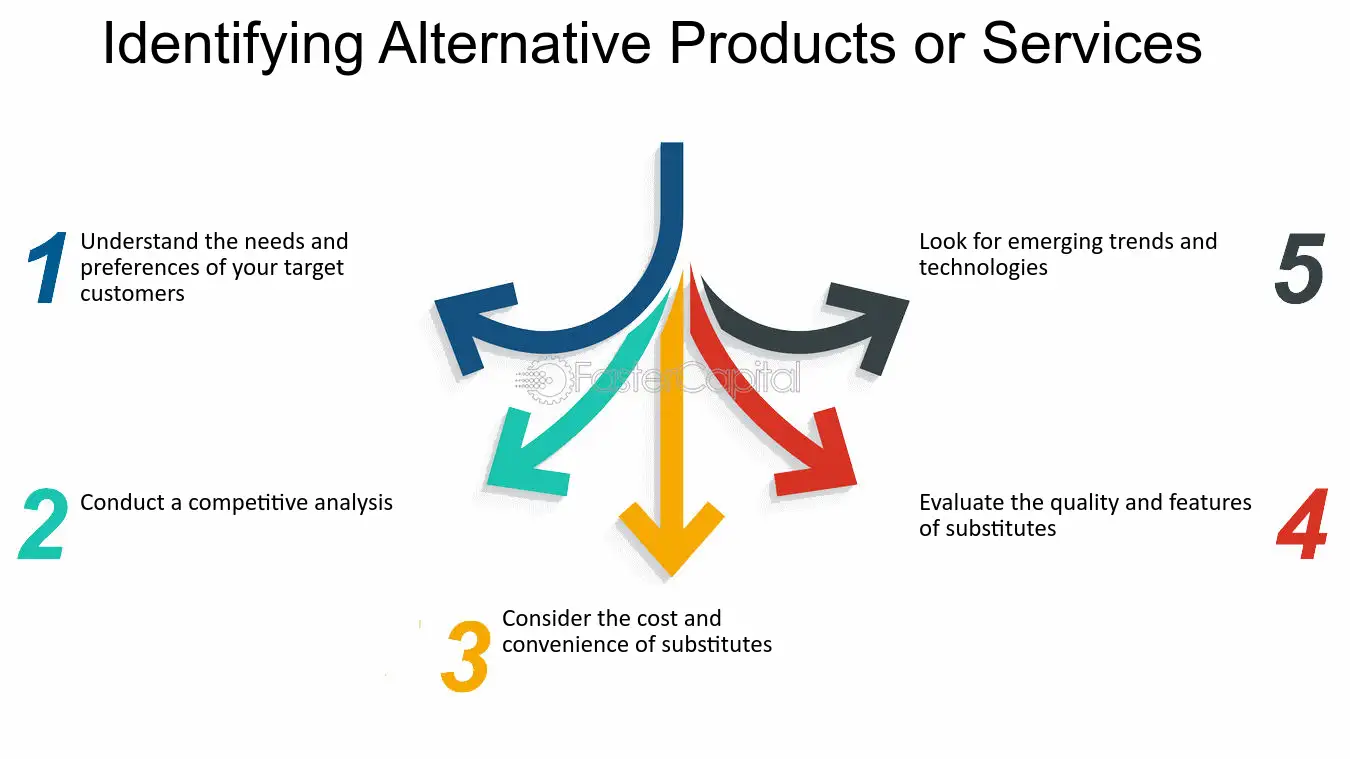 Identifying Alternative Products or Services
1
Understand the needs and
preferences of your target
customers
2
Conduct a competitive analysis
3
Consider the cost and
convenience of substitutes
4
Evaluate the quality and features
of substitutes
5
Look for emerging trends and
technologies
FasterCapital